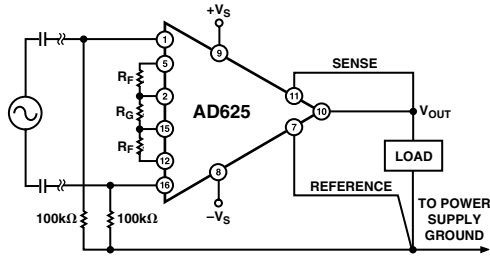 +VS
1
9
5
SENSE
RF
2
11
RG
AD625
10
VOUT
15
7
RF
12
LOAD
8
16
REFERENCE
–VS
100kΩ
100kΩ
TO POWER
SUPPLY
GROUND